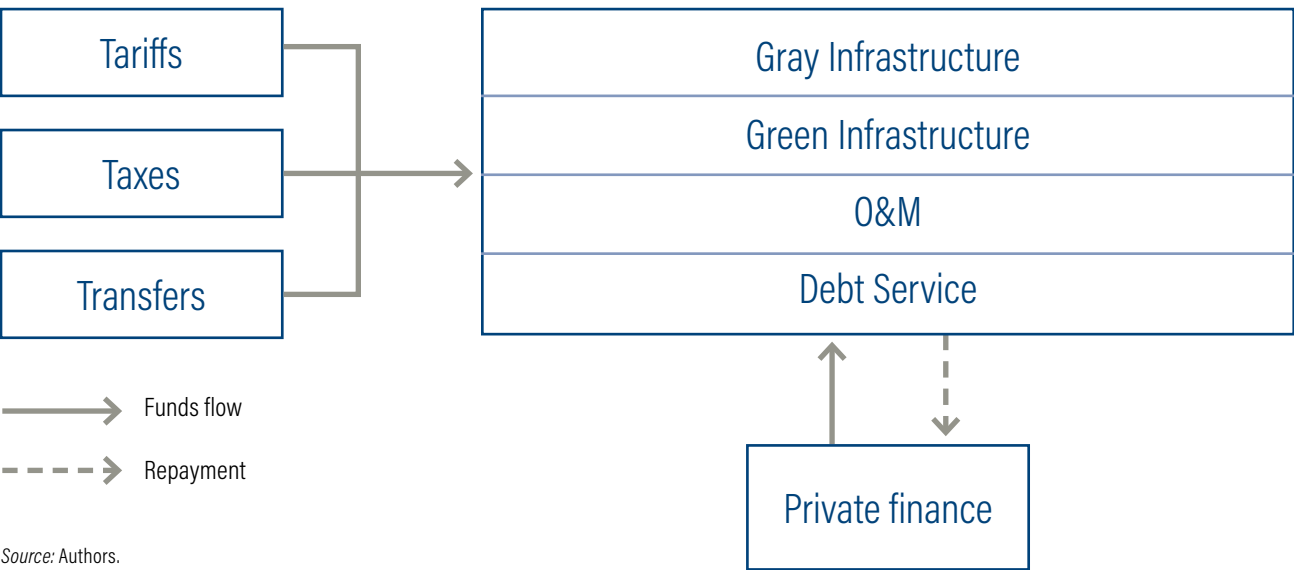 Tariffs
Taxes
Transfers
Gray Infrastructure
Green Infrastructure
O&M
Debt Service
Funds flow
Repayment
Private finance
Source: Authors.